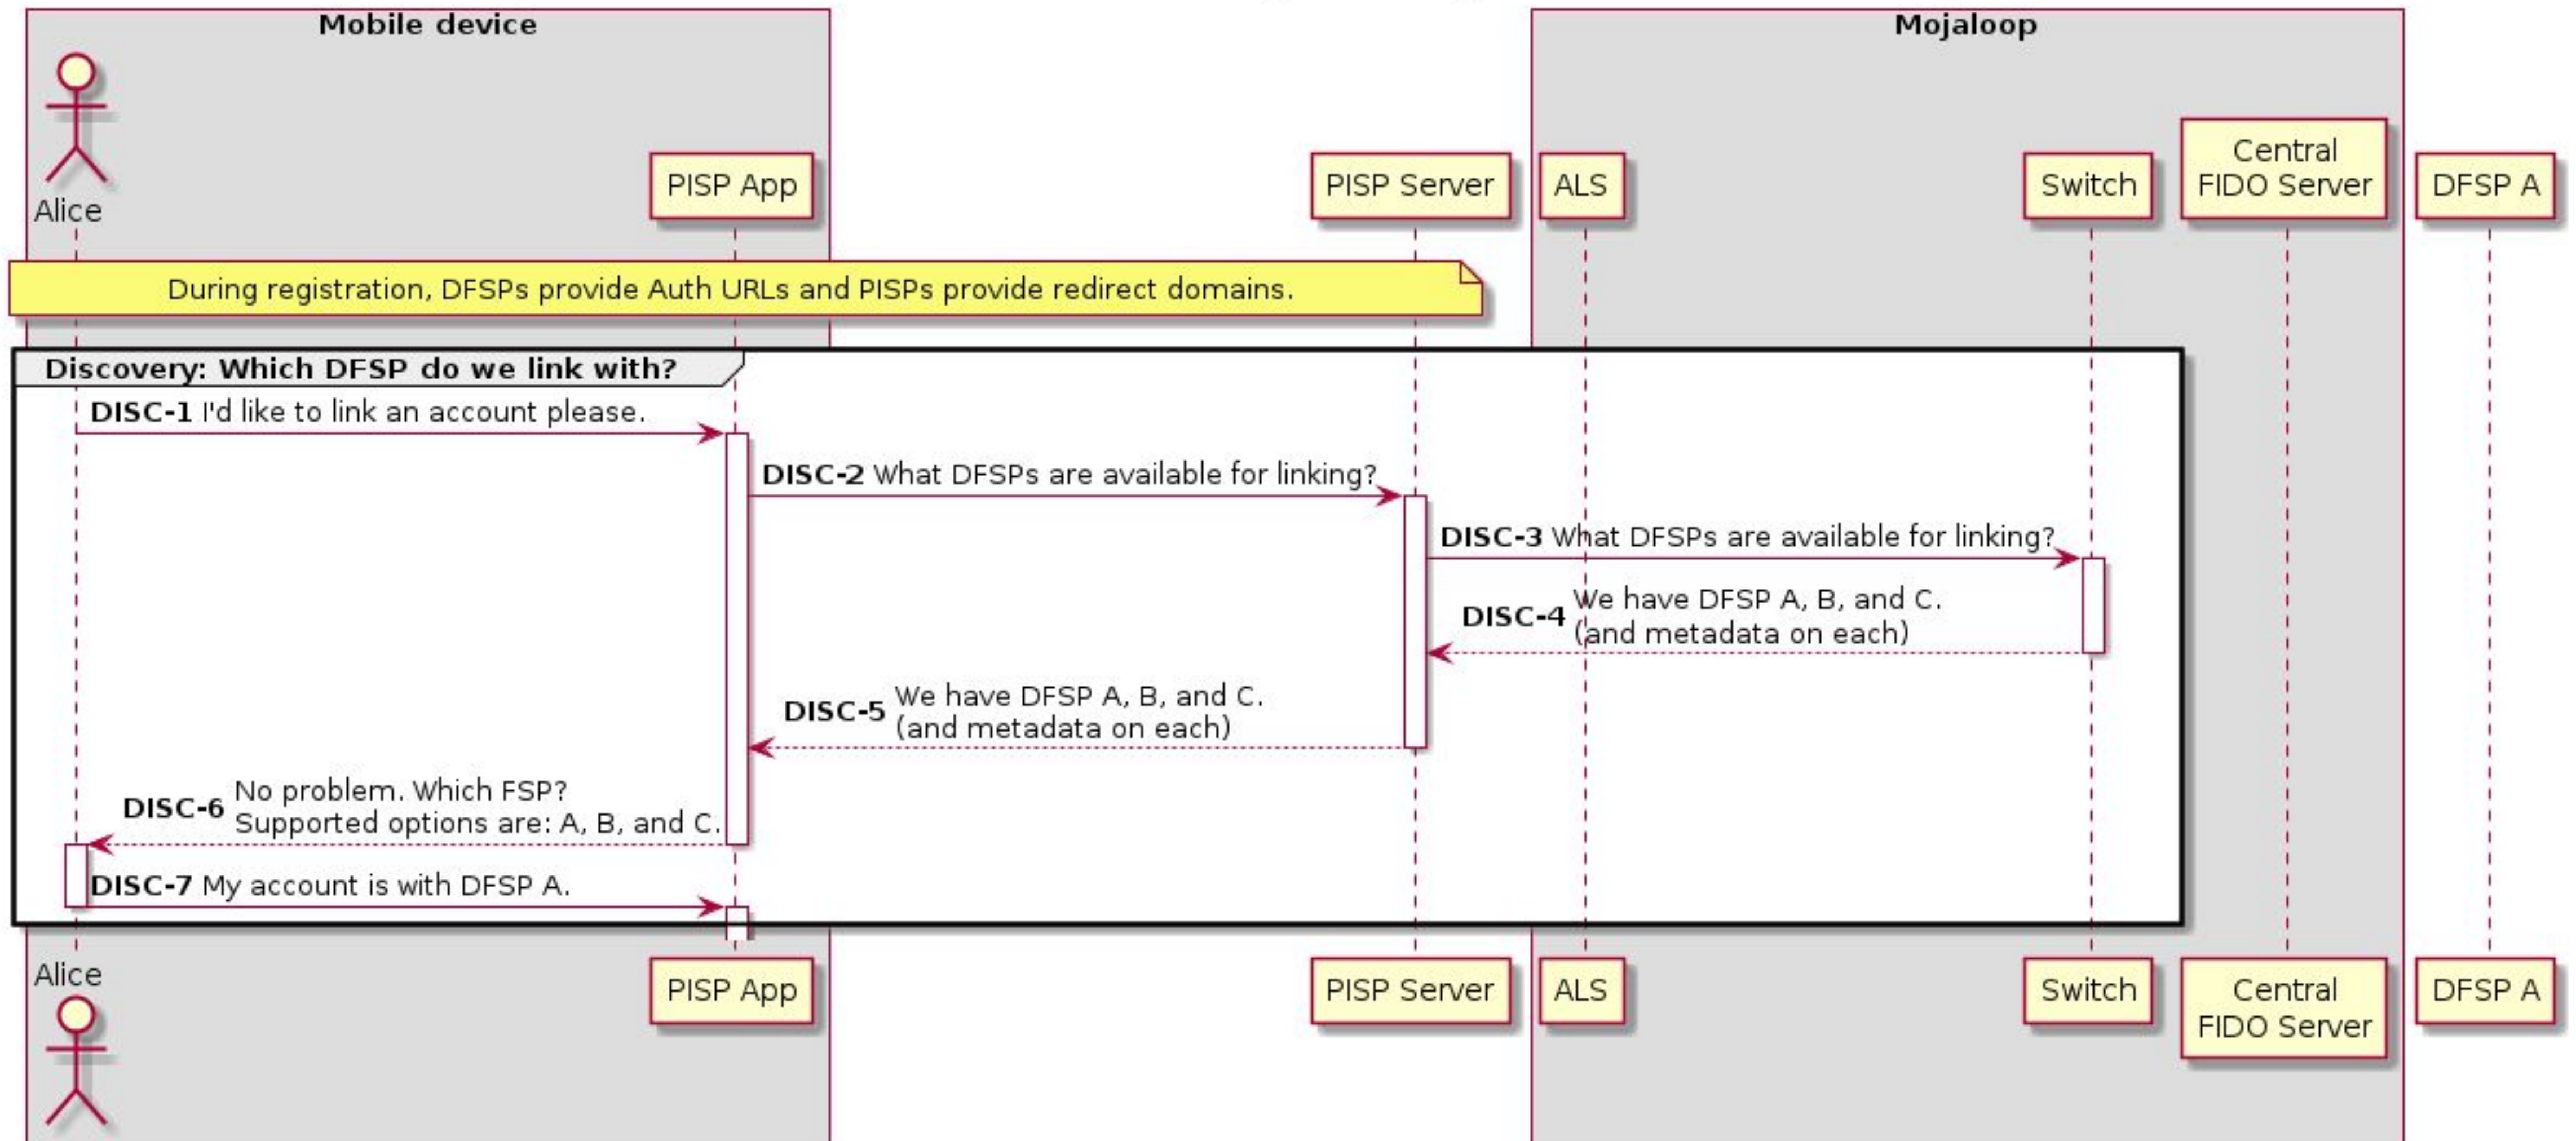 Mobile device
Mojaloop
Alice
PISP App
PISP Server
ALS
Switch
Central
FIDO Server
DFSP A
During registration, DFSPs provide Auth URLs and PISPs provide redirect domains.
Discovery: Which DFSP do we link with?
DISC-1 I'd like to link an account please.
DISC-2 What DFSPs are available for linking?
DISC-3 What DFSPs are available for linking?
DISC-4 We have DFSP A, B, and C.
(and metadata on each)
DISC-5 We have DFSP A, B, and C.
(and metadata on each)
DISC-6 No problem. Which FSP?
Supported options are: A, B, and C.
DISC-7 My account is with DFSP A.
Alice
PISP App
PISP Server
ALS
Switch
Central
FIDO Server
DFSP A